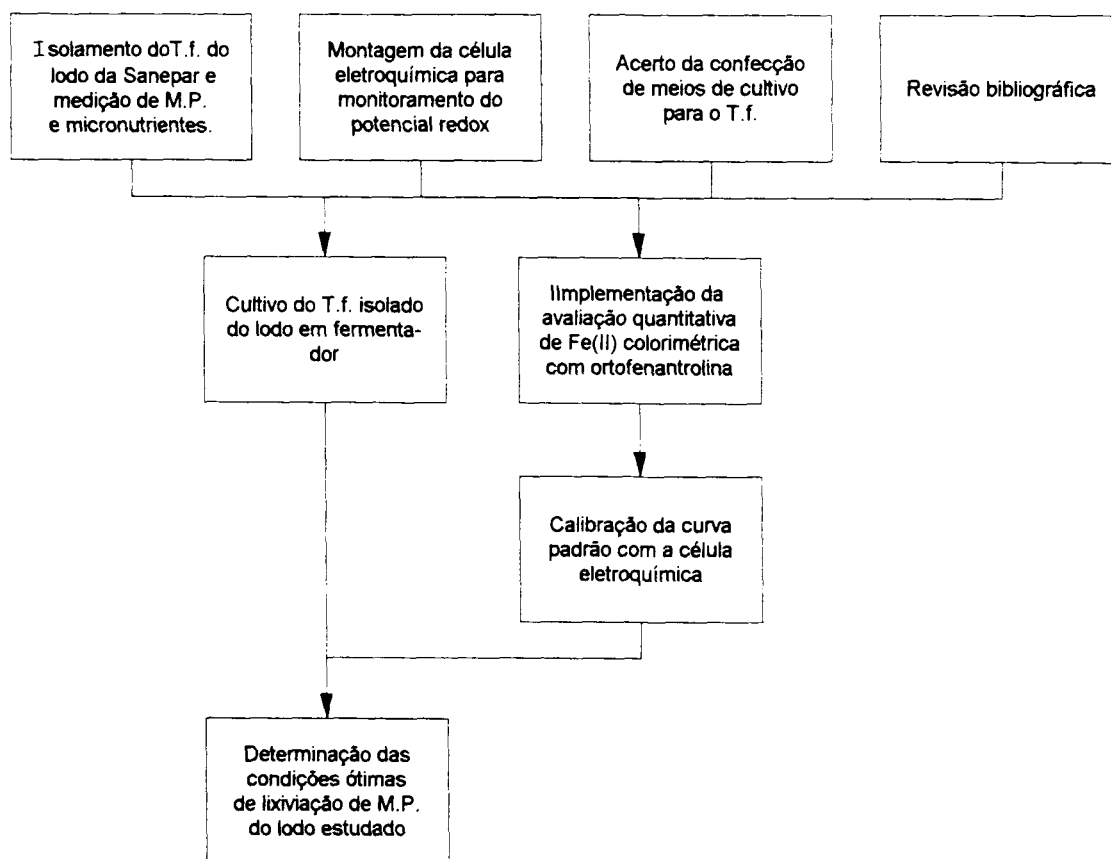 Isolamento doT.f. do
lodo da Sanepar e
medição de M.P.
e micronutrientes.
Montagem da célula
eletroquímica para
monitoramento do
potencial redox
Acerto da confecção
de meios de cultivo
para o T.f.
Revisão bibliográfica
Cultivo do T.f. isolado
do lodo em fermenta-
dor
IImplementação da
avaliação quantitativa
de Fe(II) colorimétrica
com ortofenantrolina
Calibração da curva
padrão com a célula
eletroquímica
Determinação das
condições ótimas
de lixiviação de M.P.
do lodo estudado